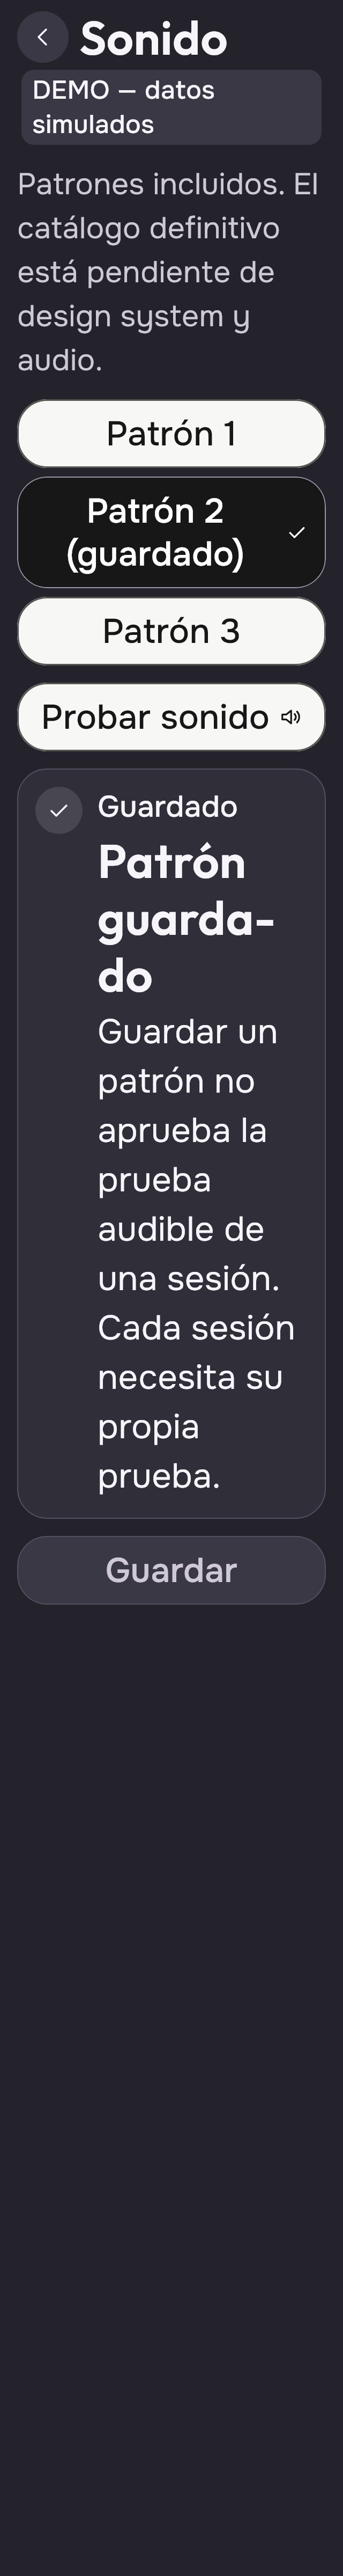 Sonido
DEMO — datos
simulados
Patrones incluidos. El
catálogo definitivo
está pendiente de
design system y
audio.
Patrón 1
Patrón 2
(guardado)
Patrón 3
Probar sonido
Guardado
Patrón
guarda-
do
Guardar un
patrón no
aprueba la
prueba
audible de
una sesión.
Cada sesión
necesita su
propia
prueba.
Guardar